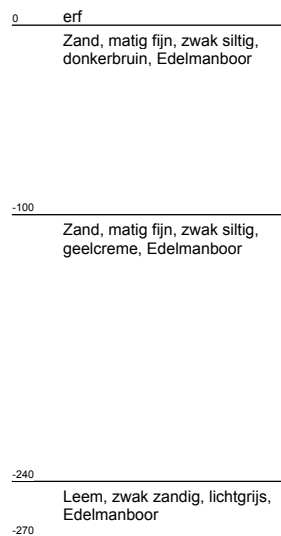 0 erf
Zand, matig fijn, zwak siltig,
donkerbruin, Edelmanboor
-100
Zand, matig fijn, zwak siltig,
geelcreme, Edelmanboor
-240
Leem, zwak zandig, lichtgrijs,
Edelmanboor
-270